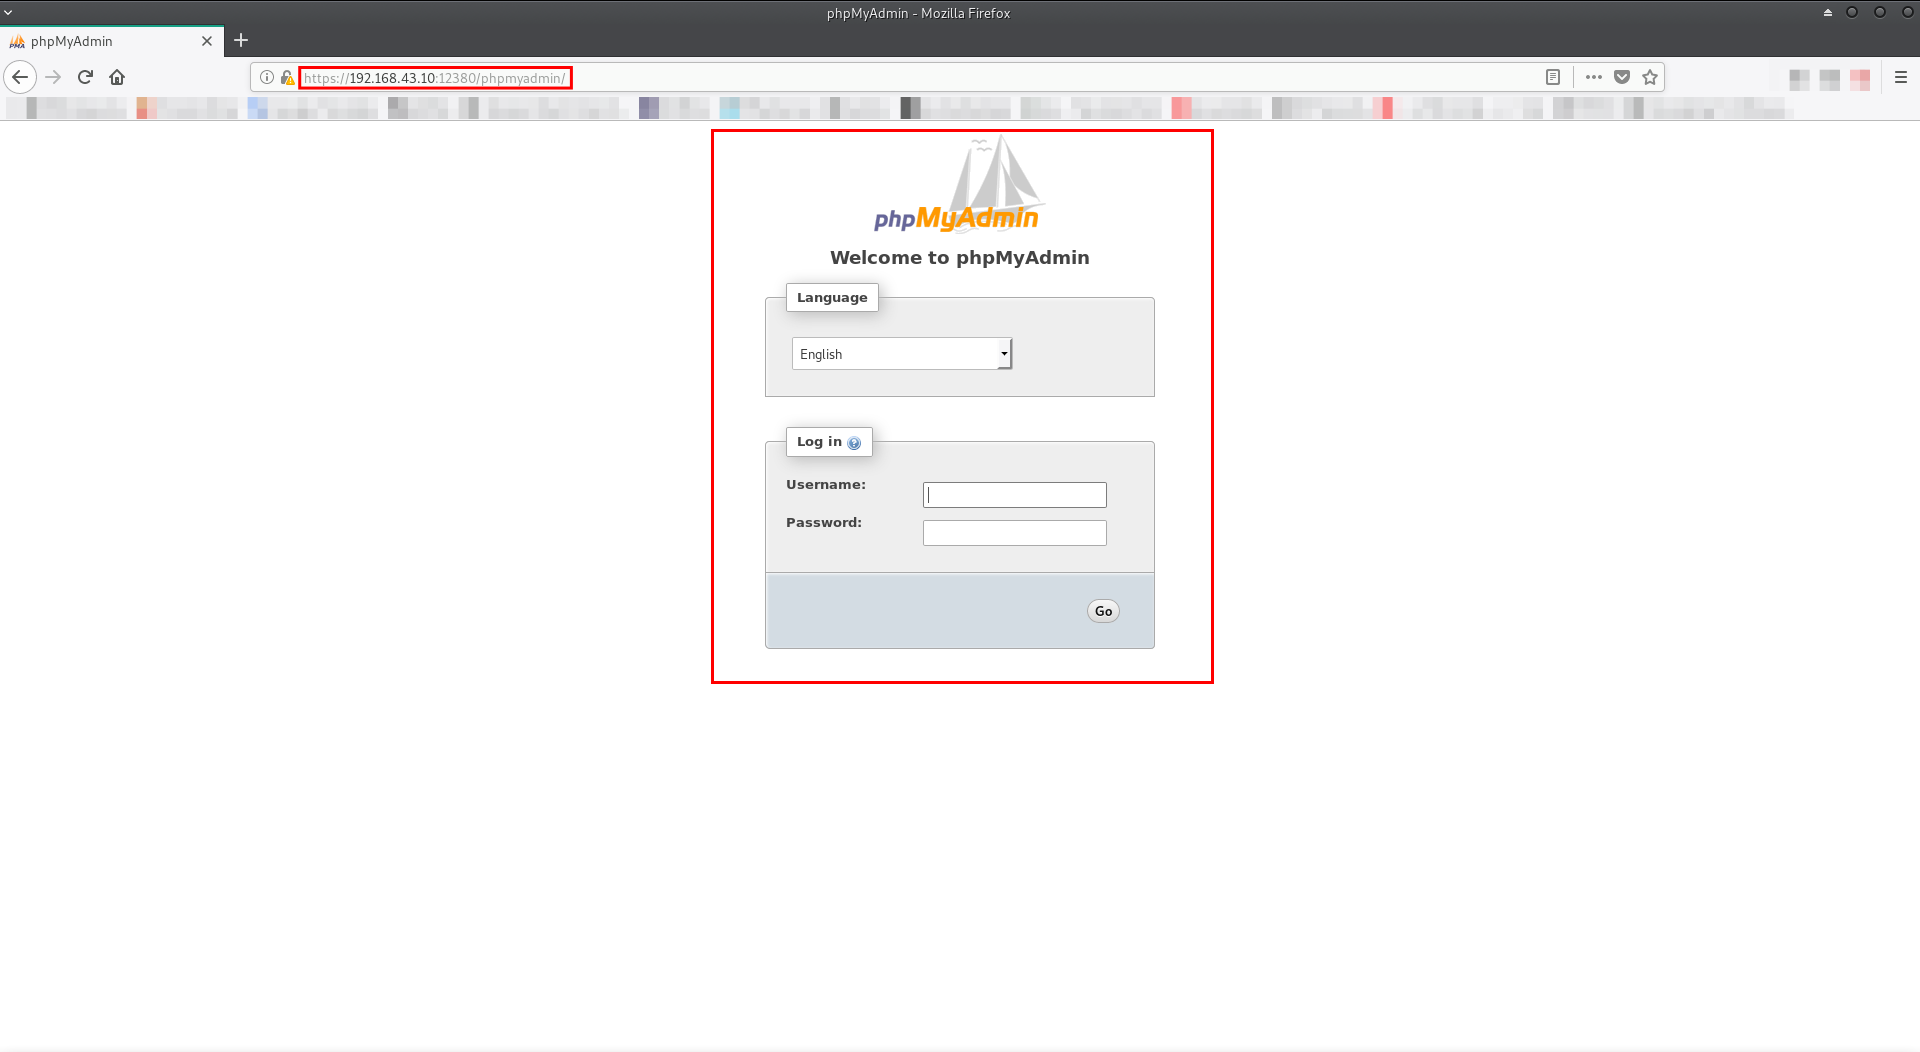 phpMyAdmin - Mozilla Firefox
phpMyAdmin
https://192.168.43.10:12380/phpmyadmin/
phpMyAdmin
Welcome to phpMyAdmin
Language
English
Log in
Username:
Password:
Go